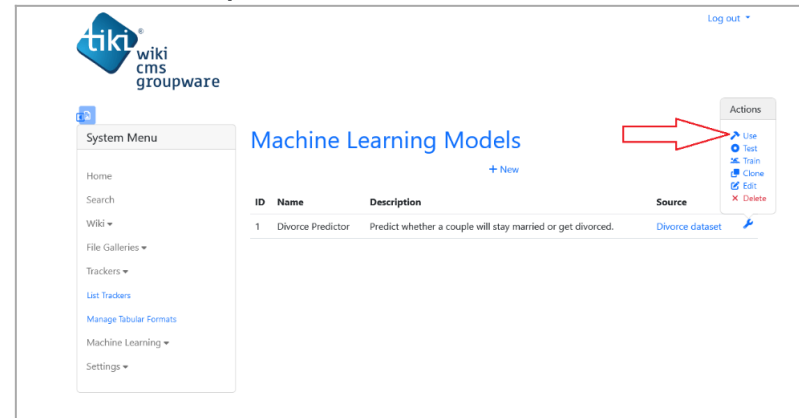 Log out
tiki
wiki
cms
groupware
System Menu
Home
Search
Wiki
File Galleries
Trackers
List Trackers
Manage Tabular Formats
Machine Learning
Settings
Machine Learning Models
+ New
ID Name Description Source
1 Divorce Predictor Predict whether a couple will stay married or get divorced. Divorce dataset
Actions
Use
Test
Train
Clone
Edit
Delete